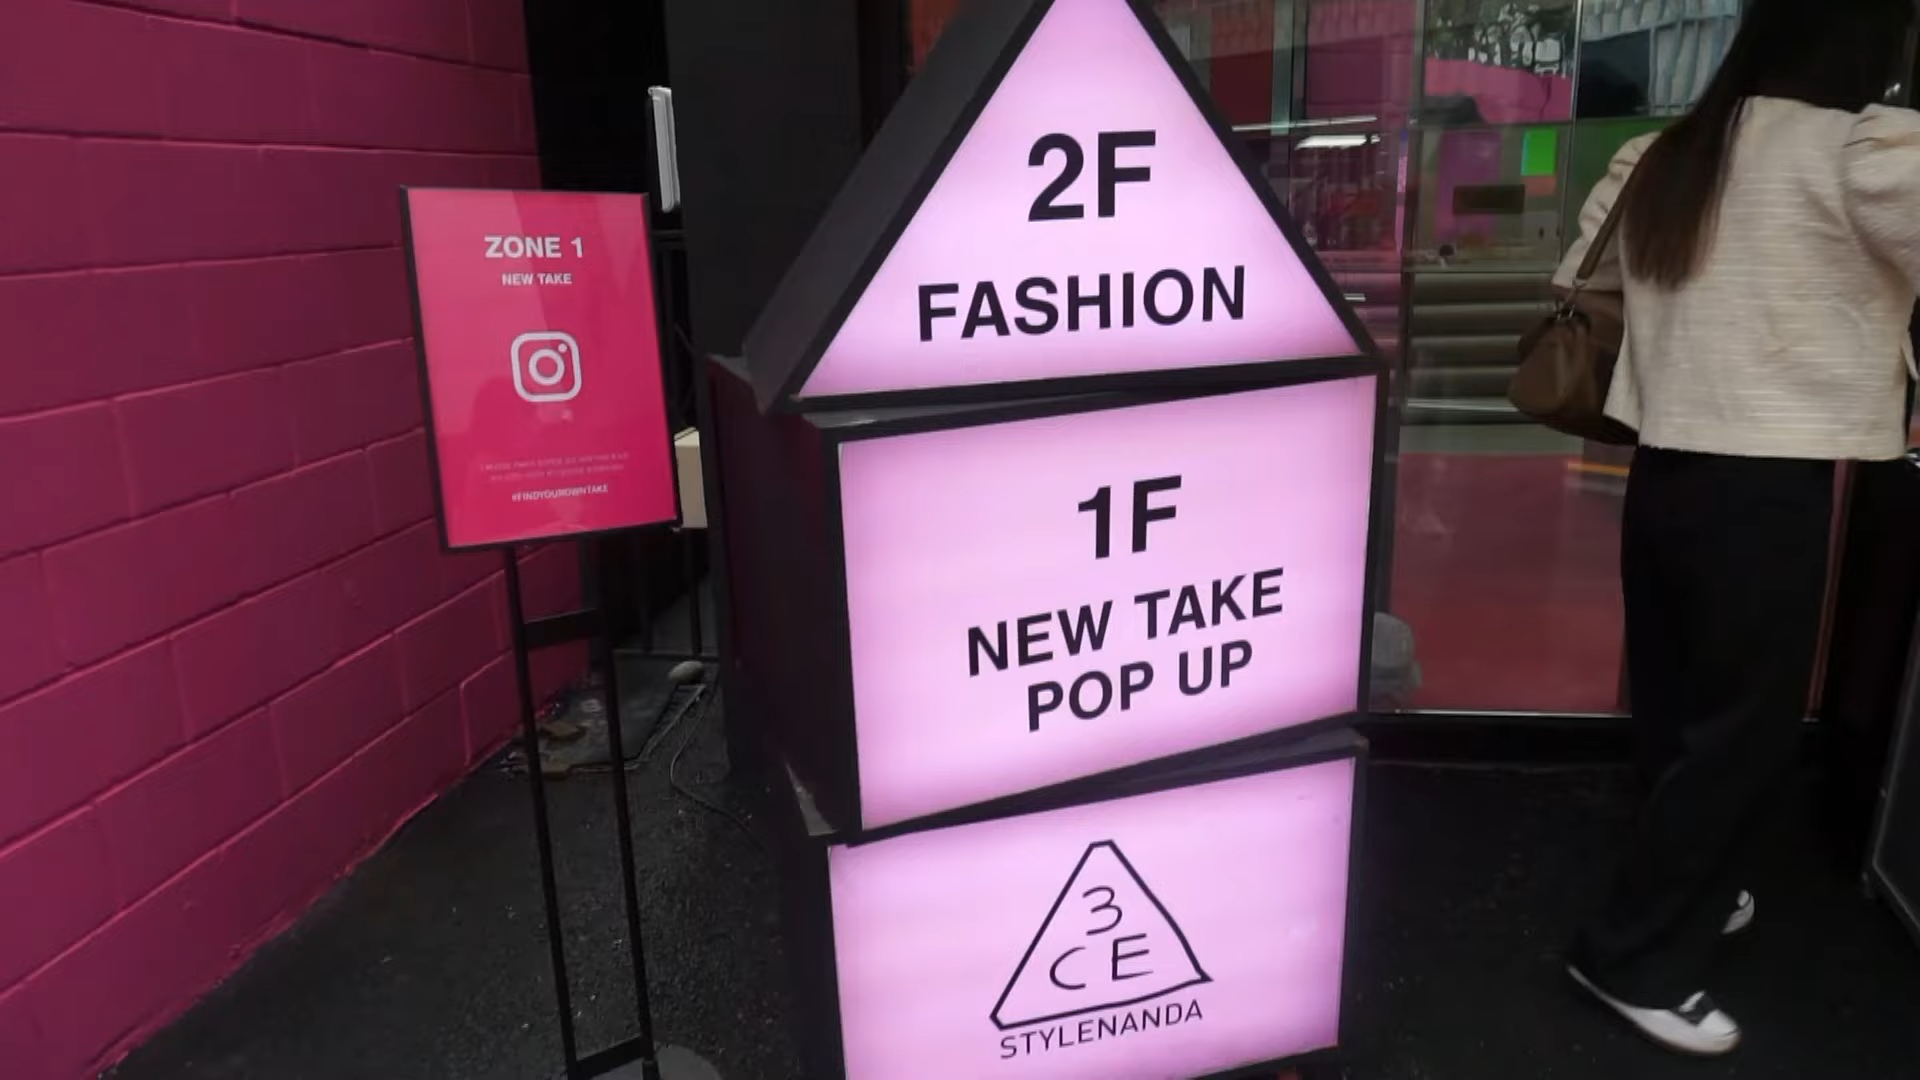 ZONE 1
NEW TAKE
#FINDYOUROWNTAKE
2F
FASHION
1F
NEW TAKE
POP UP
3
CE
STYLENANDA